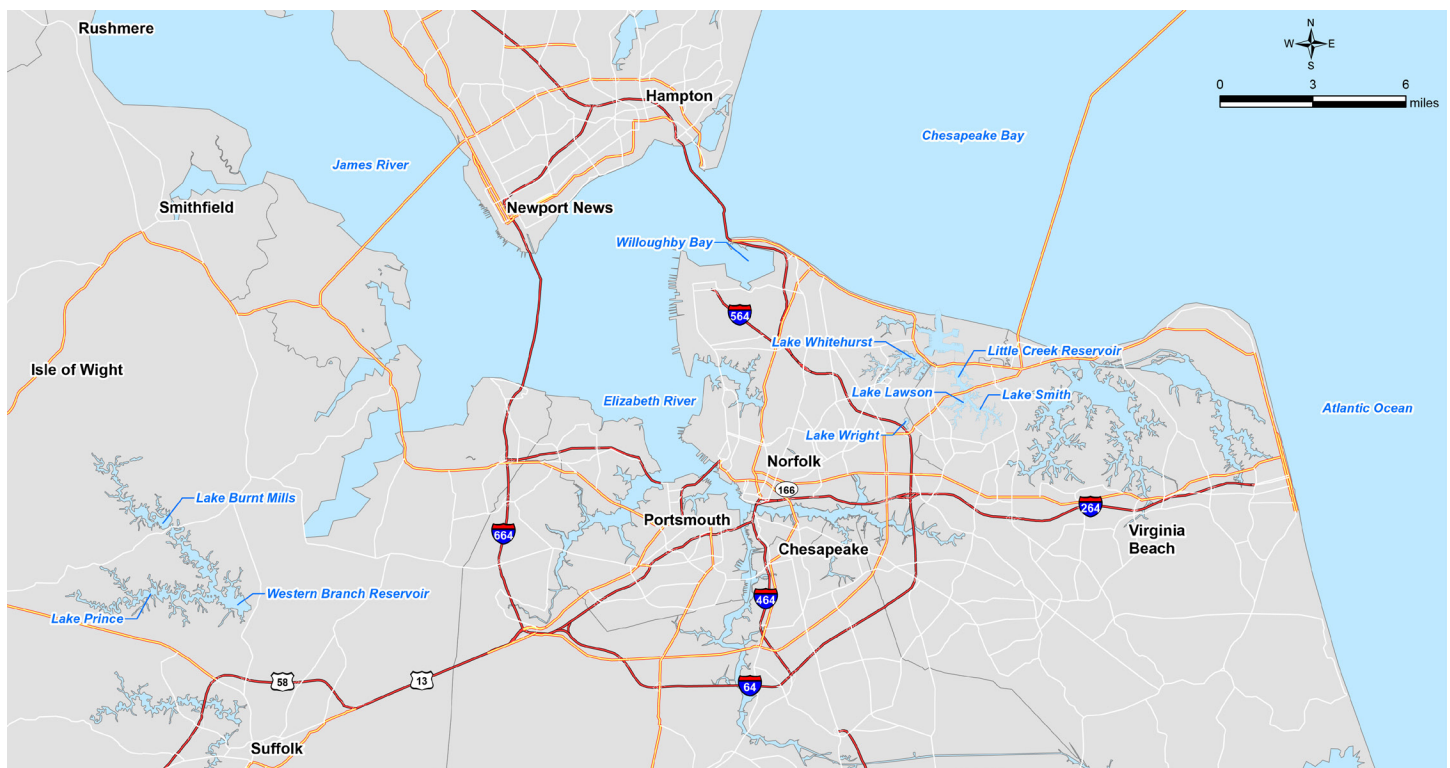 Rushmere
N
W E
S
0 3 6
miles
Hampton
Chesapeake Bay
James River
Smithfield
Newport News
Willoughby Bay
564
Lake Whitehurst
Little Creek Reservoir
Isle of Wight
Lake Lawson
Lake Smith
Elizabeth River
Atlantic Ocean
Lake Wright
Norfolk
166
Lake Burnt Mills
264
Portsmouth
664
Virginia
Beach
Chesapeake
Western Branch Reservoir
464
Lake Prince
58
13
64
Suffolk